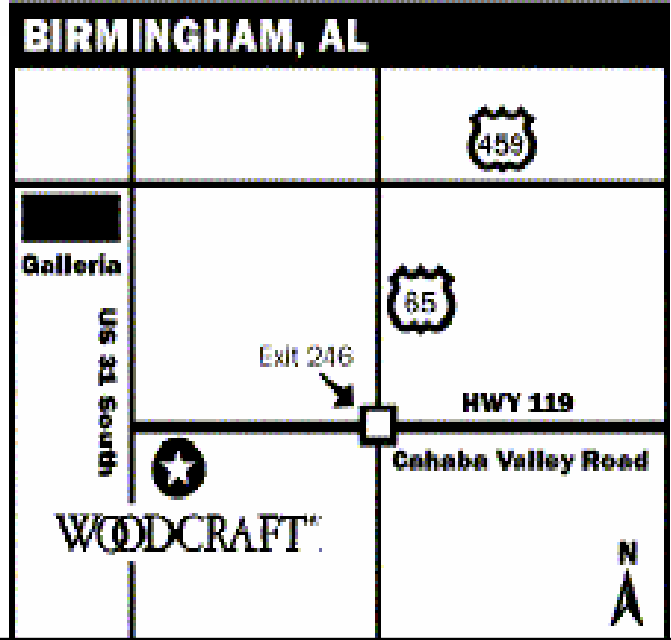 BIRMINGHAM, AL
459
Galleria
65
US 31 South
Exit 246
HWY 119
Cahaba Valley Road
WOODCRAFT
N